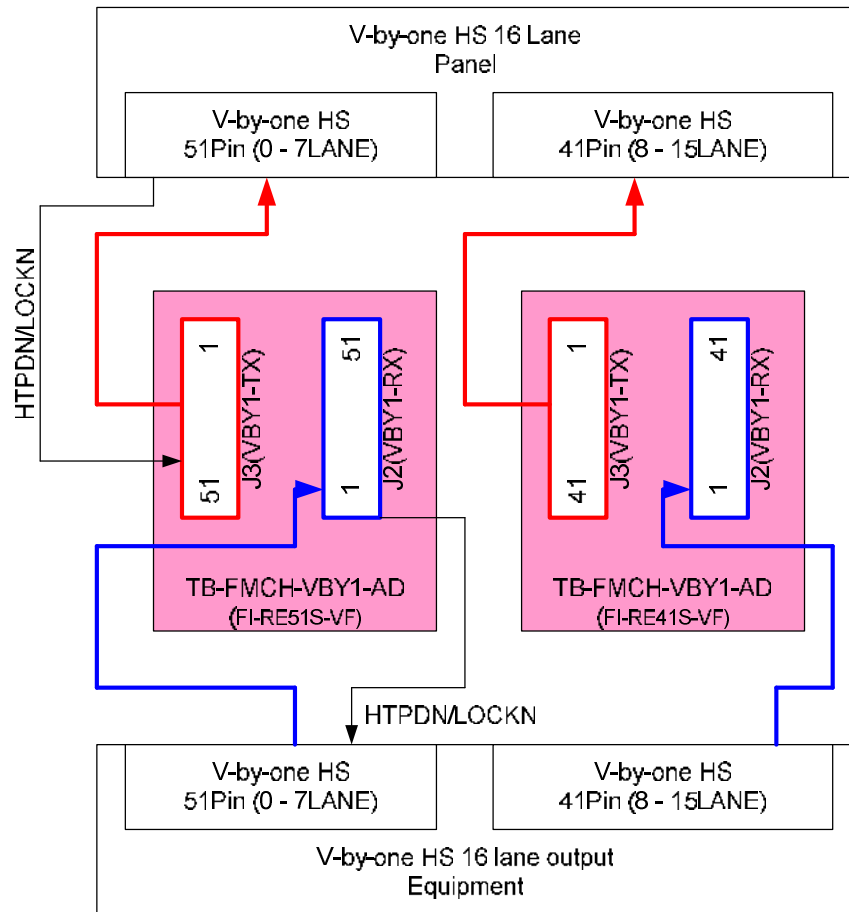 V-by-one HS 16 Lane
Panel
V-by-one HS
51Pin (0 - 7LANE)
V-by-one HS
41Pin (8 - 15LANE)
HTPDN/LOCKN
1
51
J3(VBY1-TX)
51
1
J2(VBY1-RX)
1
41
J3(VBY1-TX)
41
1
J2(VBY1-RX)
TB-FMCH-VBY1-AD
(FI-RE51S-VF)
TB-FMCH-VBY1-AD
(FI-RE41S-VF)
HTPDN/LOCKN
V-by-one HS
51Pin (0 - 7LANE)
V-by-one HS
41Pin (8 - 15LANE)
V-by-one HS 16 lane output
Equipment